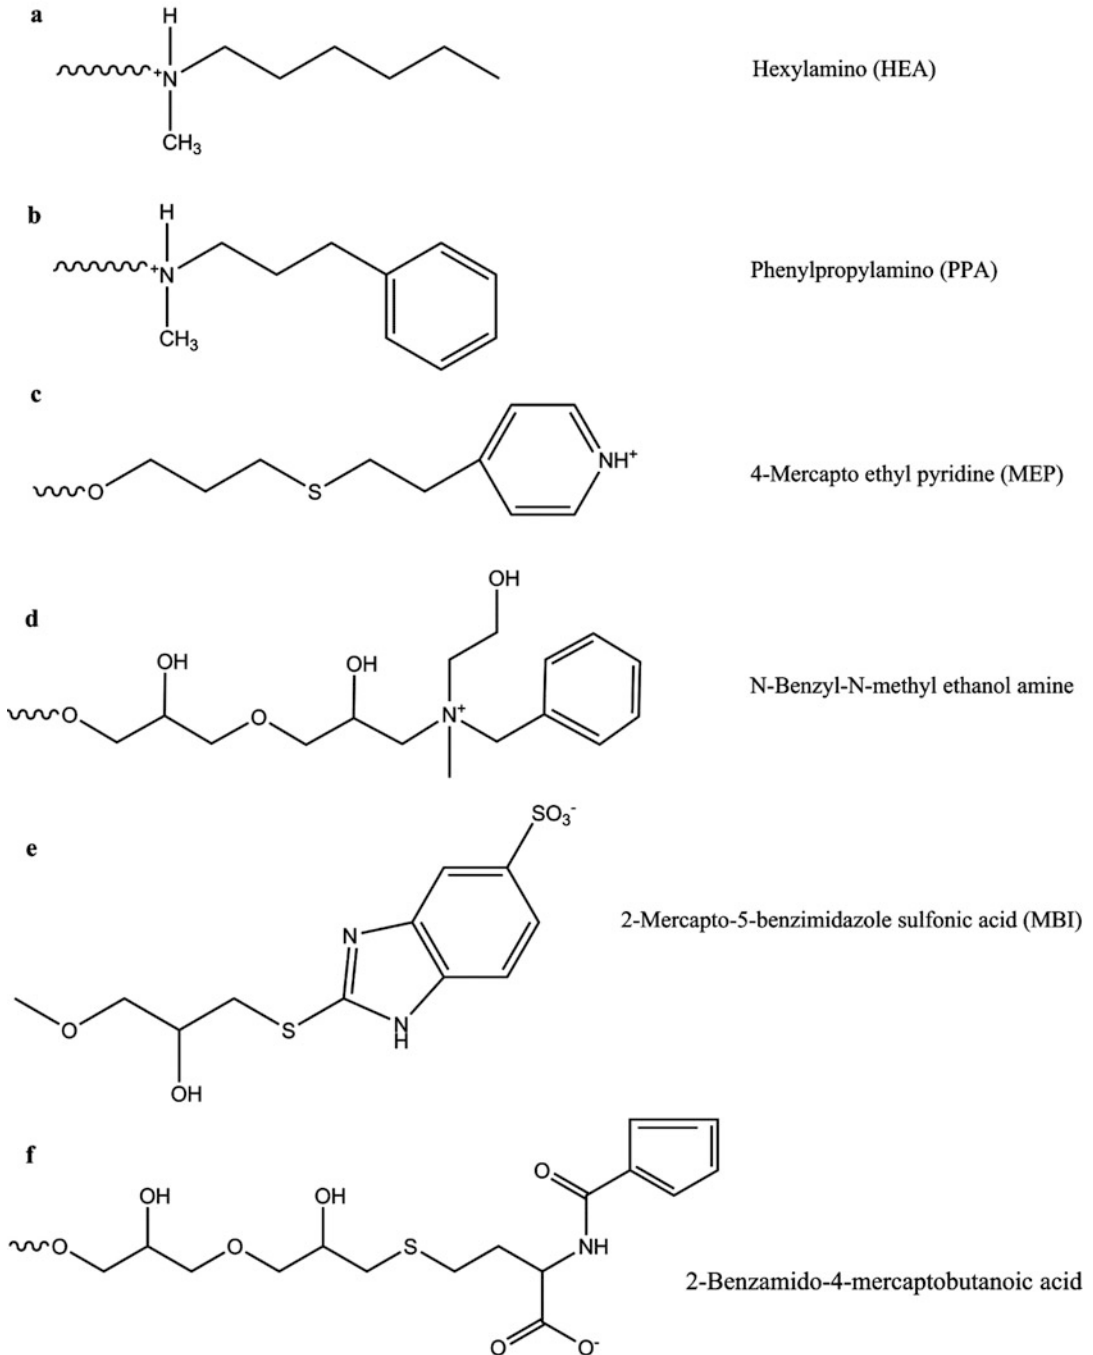 a
H
+N
CH3
Hexylamino (HEA)
b
H
+N
CH3
Phenylpropylamino (PPA)
c
O
S
NH+
4-Mercapto ethyl pyridine (MEP)
d
OH
OH
OH
O
O
N+
N-Benzyl-N-methyl ethanol amine
e
SO3-
N
2-Mercapto-5-benzimidazole sulfonic acid (MBI)
O
S
N
H
OH
f
O
OH
OH
O
O
S
NH
2-Benzamido-4-mercaptobutanoic acid
O
O-